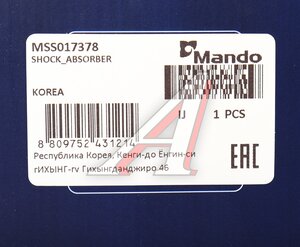 MSS017378
SHOCK_ABSORBER
Mando
KOREA
IJ 1 PCS
8 809752 431214
Республика Корея, Кенги-до Енгин-си
гИХЫНГ-гv Гихынгданджиро 46
EAC